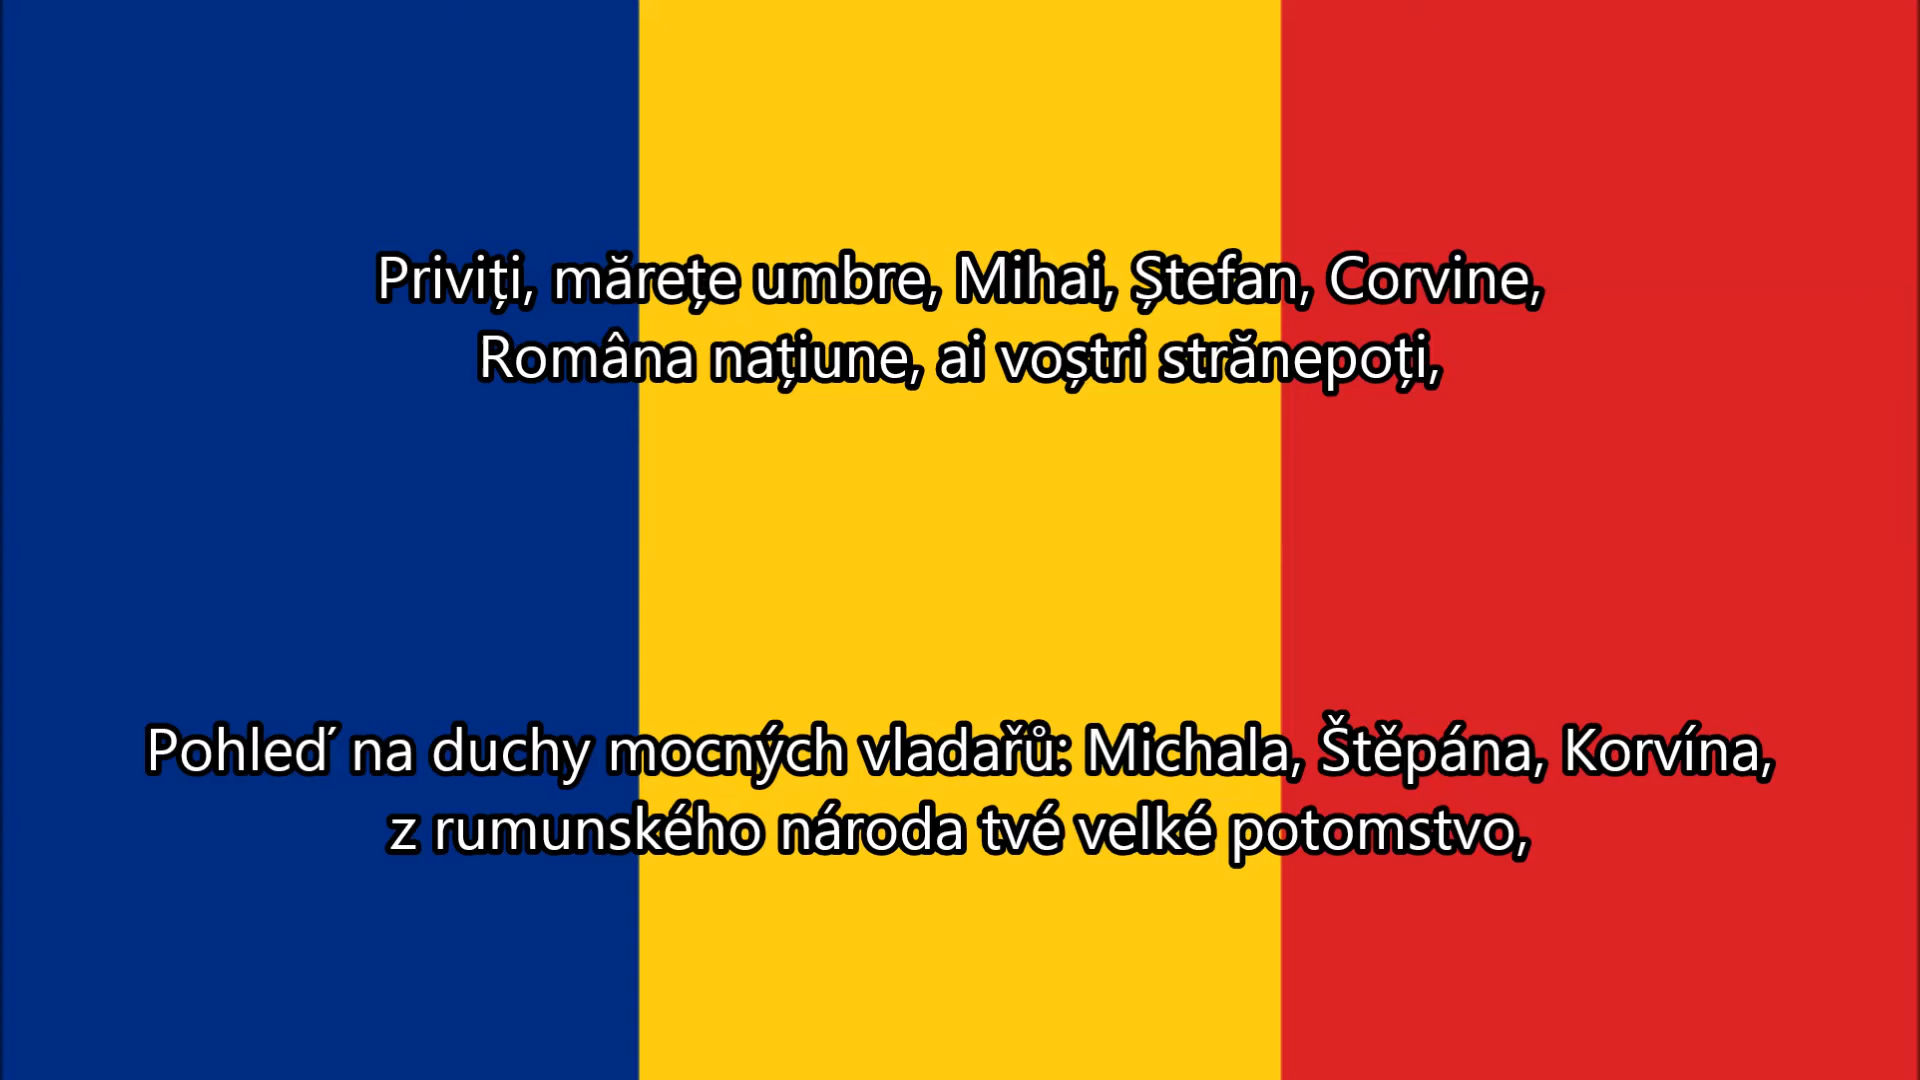 Priviți, mărețe umbre, Mihai, Ștefan, Corvine,
Româna națiune, ai voștri strănepoți,
Pohleď na duchy mocných vladařů: Michala, Štěpána, Korvína,
z rumunského národa tvé velké potomstvo,